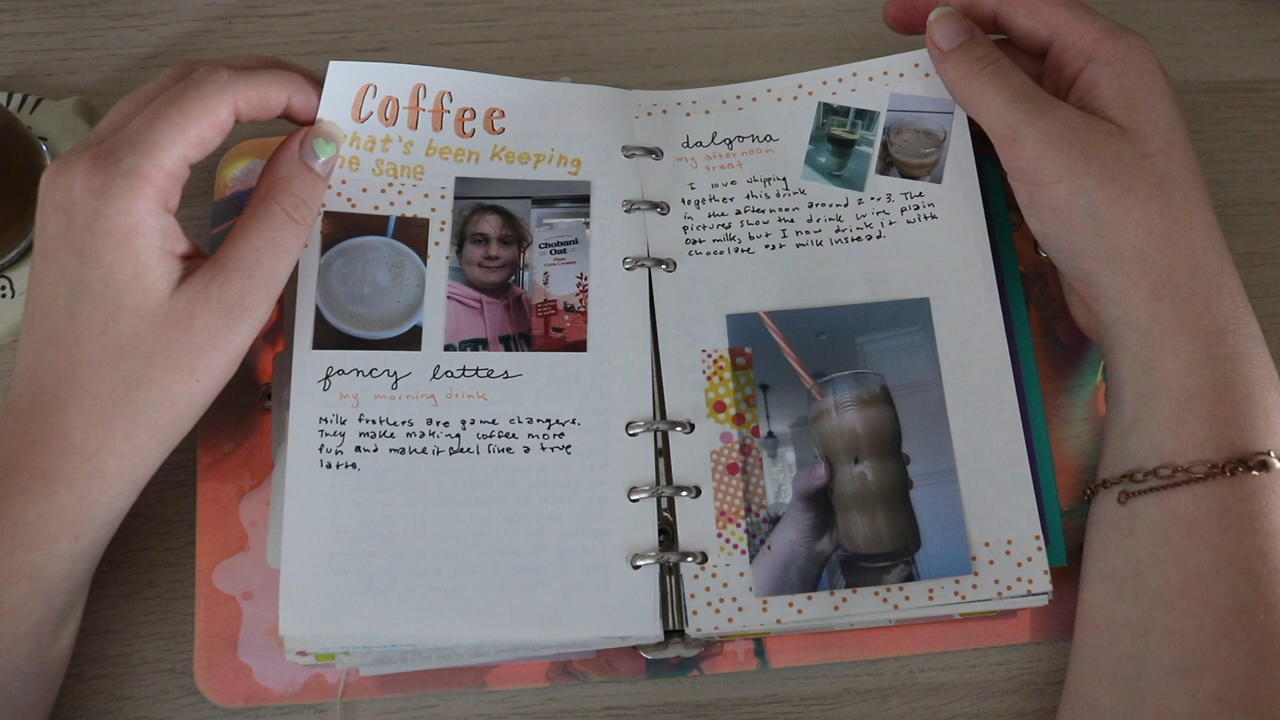 Coffee
what's been Keeping
me sane
Chobani
Oat
Plain
Extra Creamy
fancy lattes
my morning drink
Milk frothers are game changers.
They make making coffee more
fun and make it feel like a true
latte.
dalgona
my afternoon
treat
I love whipping
together this drink
in the afternoon around 2 or 3. The
pictures show the drink with plain
oat milk, but I now drink it with
chocolate oat milk instead.